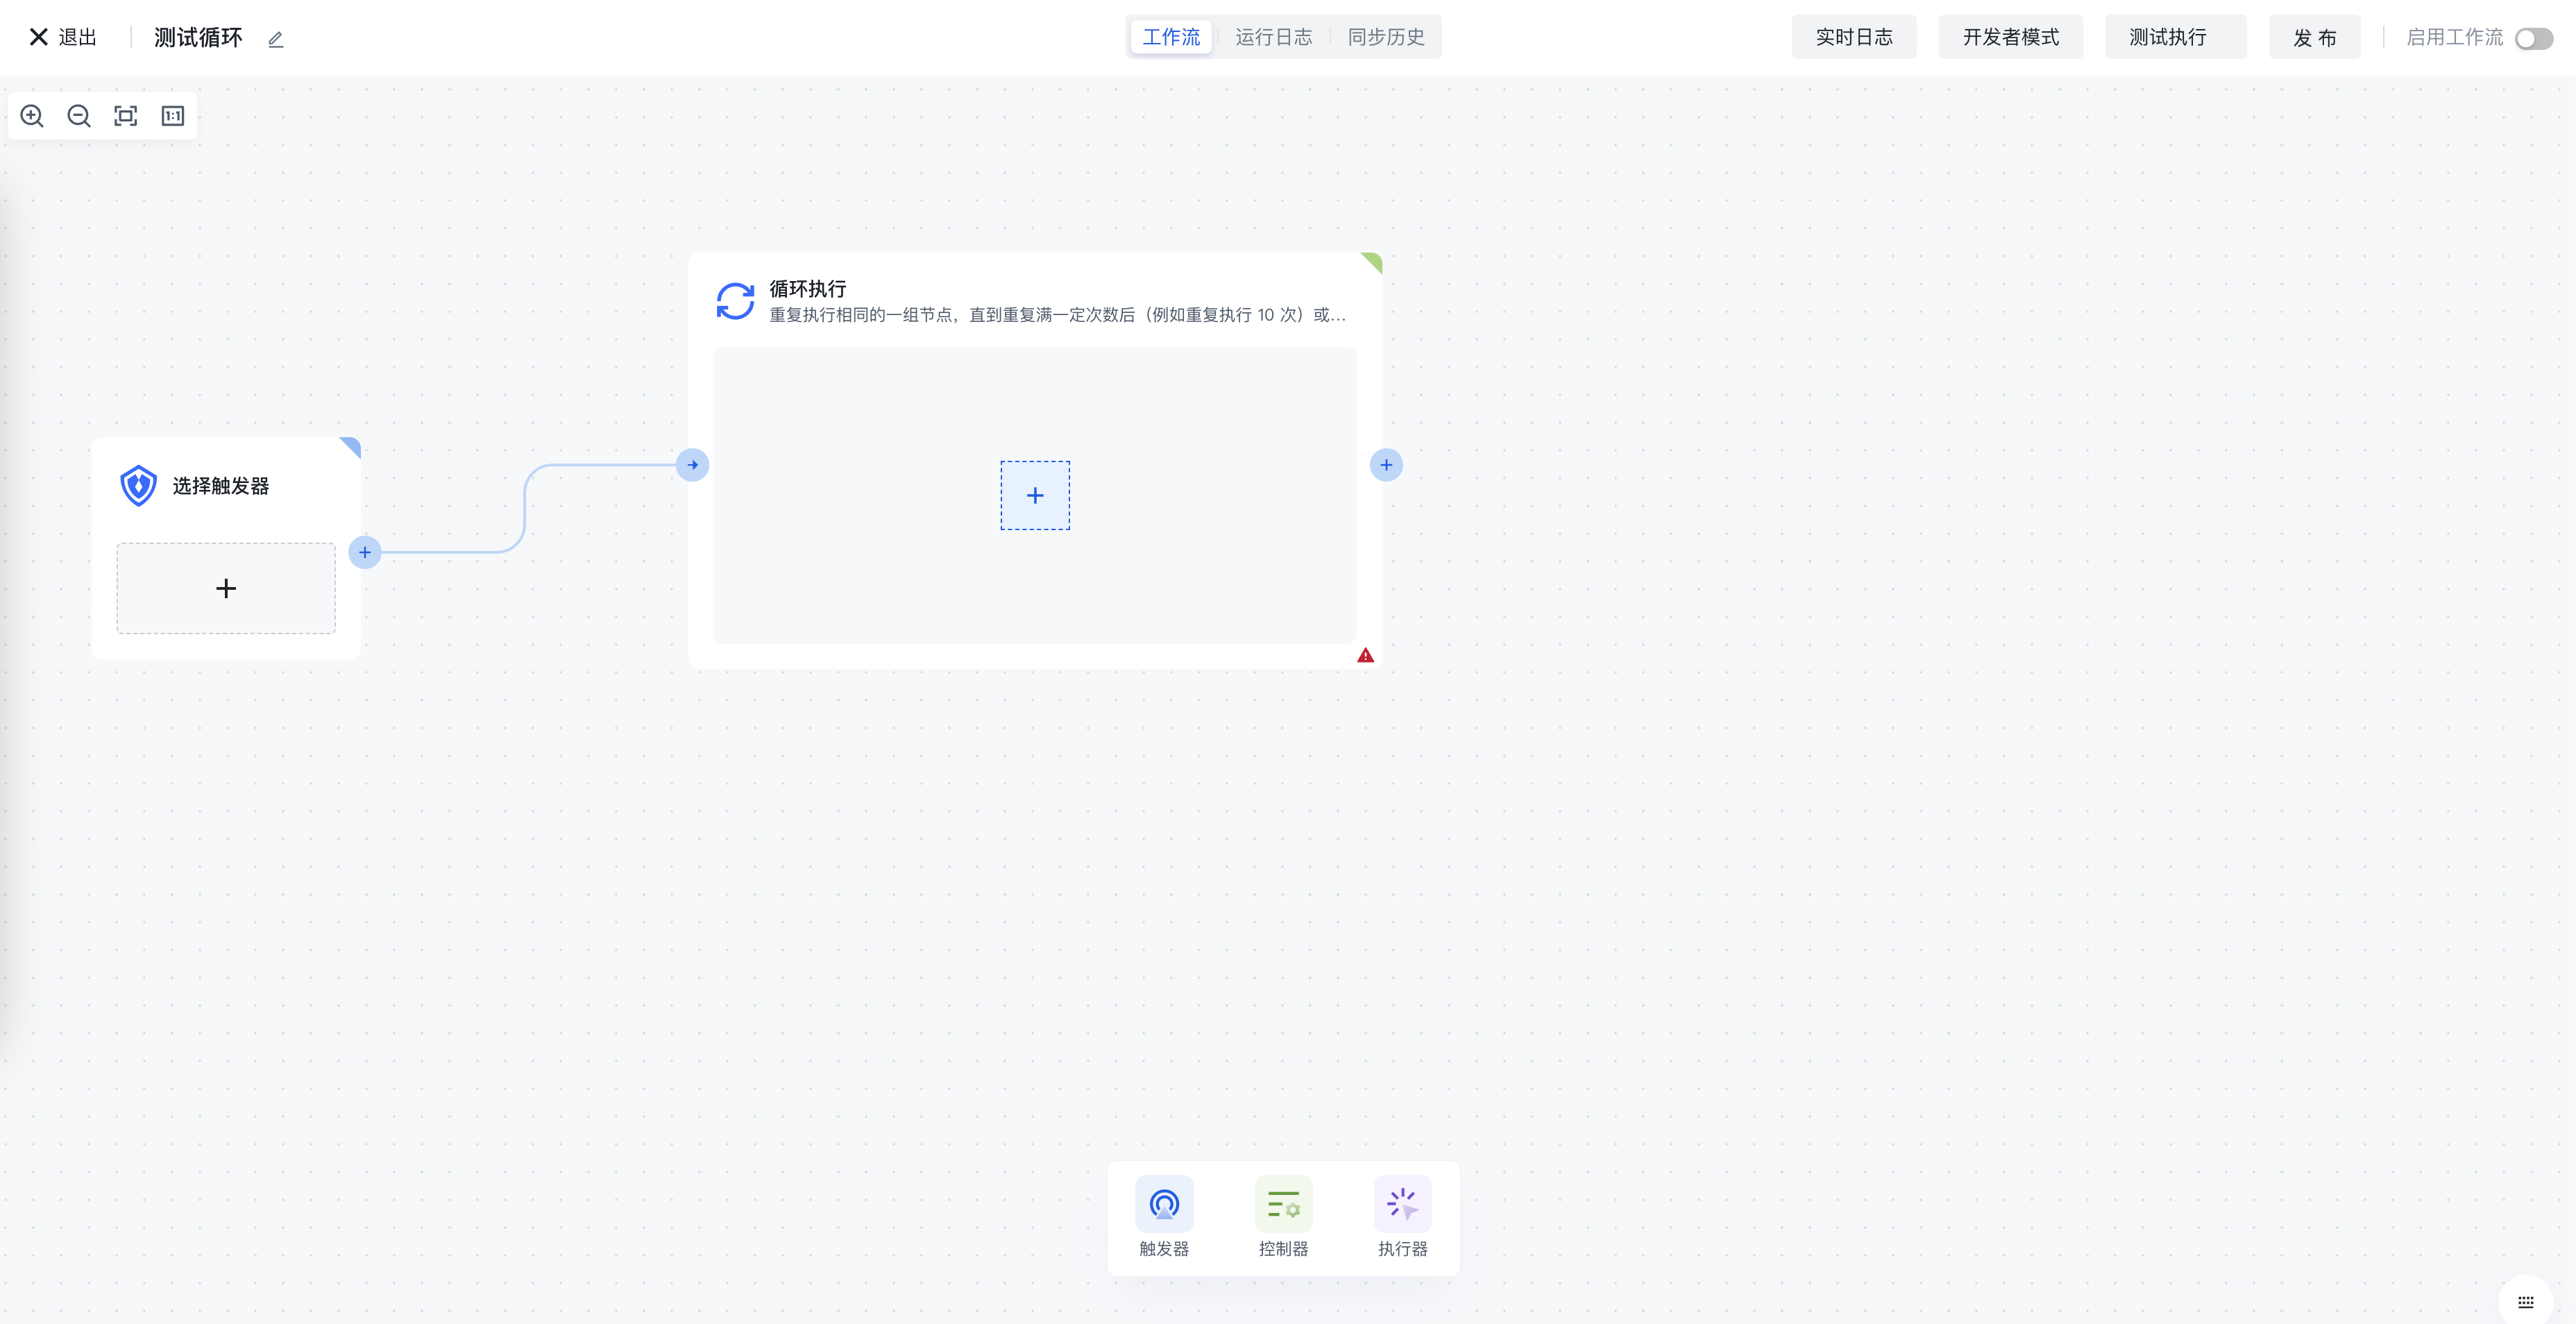 退出
测试循环
工作流
运行日志
同步历史
实时日志
开发者模式
测试执行
发 布
启用工作流
1:1
循环执行
重复执行相同的一组节点，直到重复满一定次数后（例如重复执行 10 次）或...
选择触发器
触发器
控制器
执行器